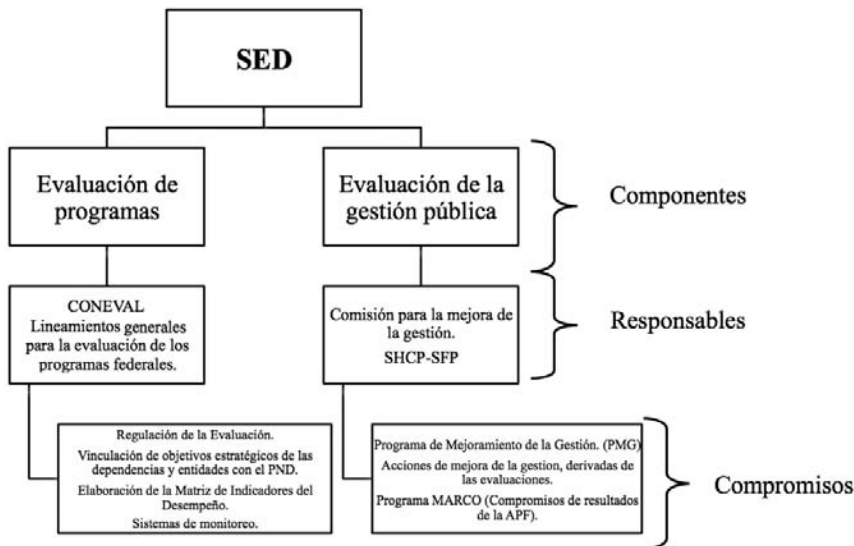 SED
Evaluación de
programas
Evaluación de la
gestión pública
Componentes
CONEVAL
Lineamientos generales
para la evaluación de los
programas federales.
Comisión para la mejora de
la gestión.
SHCP-SFP
Responsables
Regulación de la Evaluación.
Vinculación de objetivos estratégicos de las
dependencias y entidades con el PND.
Elaboración de la Matriz de Indicadores del
Desempeño.
Sistemas de monitoreo.
Programa de Mejoramiento de la Gestión. (PMG)
Acciones de mejora de la gestion, derivadas de
las evaluaciones.
Programa MARCO (Compromisos de resultados
de la APF).
Compromisos